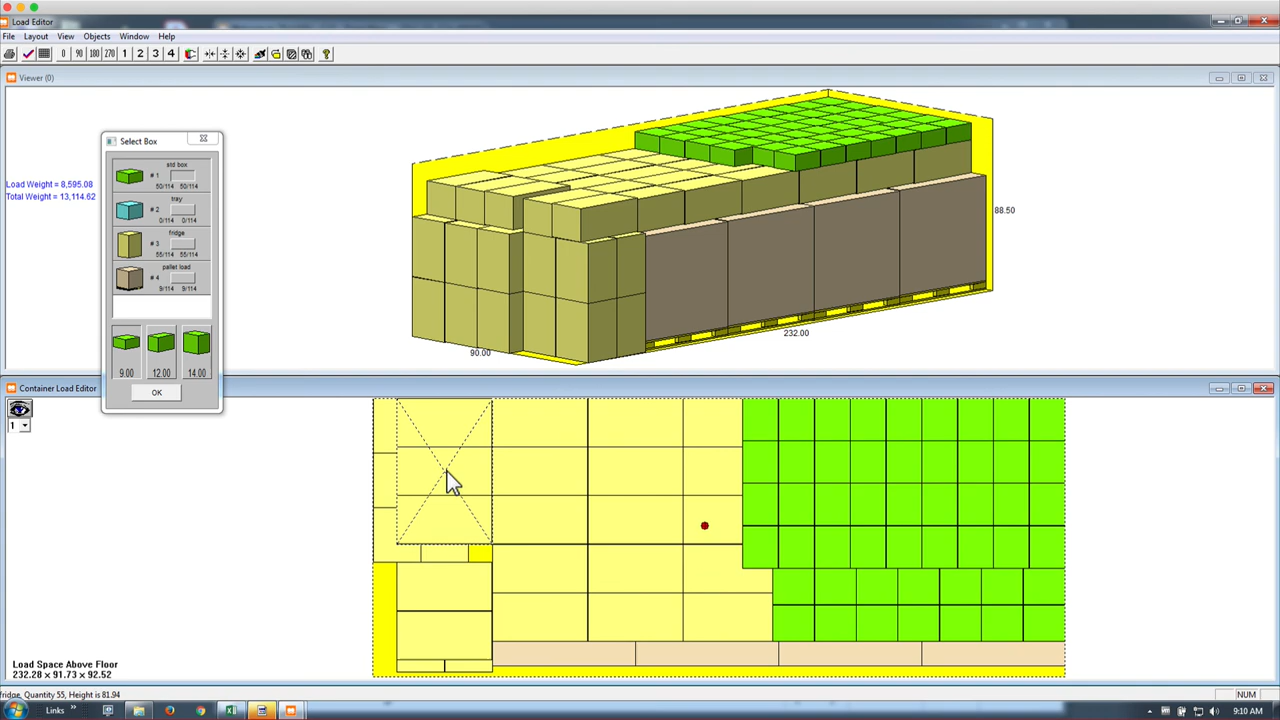 Load Editor
File Layout View Objects Window Help
0 90 180 270 1 2 3 4 ?
Viewer (0)
Select Box
std box
# 1
50/114 50/114
tray
# 2
0/114 0/114
fridge
# 3
55/114 55/114
pallet load
# 4
9/114 9/114
9.00 12.00 14.00
OK
Load Weight = 8,595.08
Total Weight = 13,114.62
88.50
232.00
90.00
Container Load Editor
1
Load Space Above Floor
232.28 x 91.73 x 92.52
fridge, Quantity 55, Height is 81.94
NUM
Links »
9:10 AM